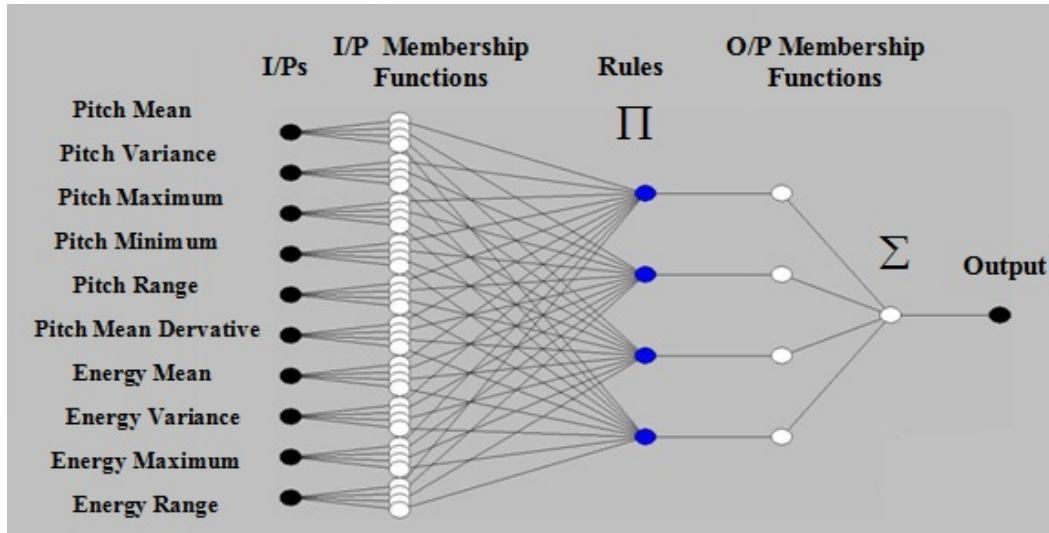 I/Ps
I/P Membership
Functions
Rules
O/P Membership
Functions
∏
Pitch Mean
Pitch Variance
Pitch Maximum
Pitch Minimum
Pitch Range
Pitch Mean Dervative
Energy Mean
Energy Variance
Energy Maximum
Energy Range
∑
Output